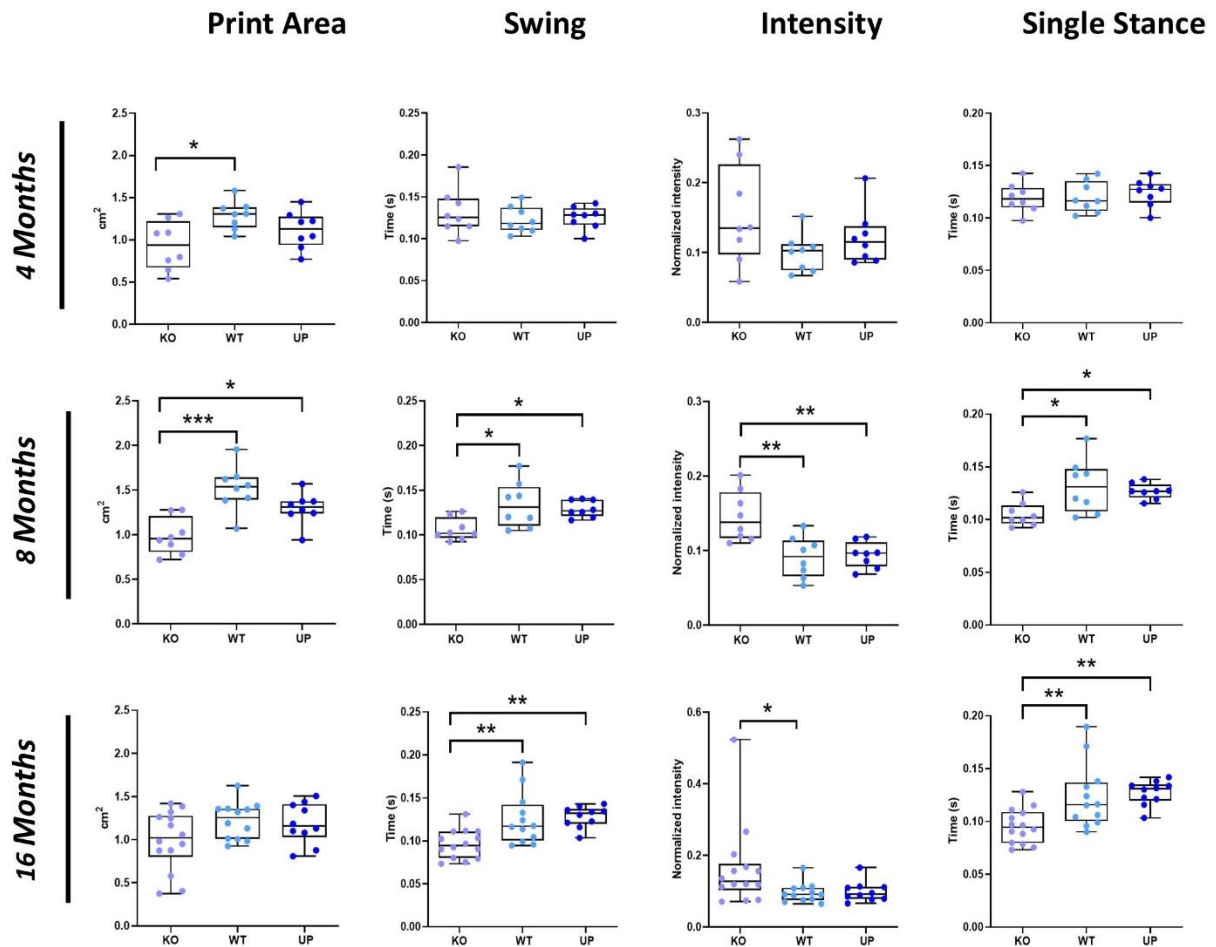 Print Area Swing Intensity Single Stance
4 Months
cm²
2.5
2.0
1.5
1.0
0.5
0.0
*
KO WT UP
Time (s)
0.25
0.20
0.15
0.10
0.05
0.00
KO WT UP
Normalized intensity
0.3
0.2
0.1
0.0
KO WT UP
Time (s)
0.20
0.15
0.10
0.05
0.00
KO WT UP
8 Months
cm²
2.5
2.0
1.5
1.0
0.5
0.0
*
***
KO WT UP
Time (s)
0.25
0.20
0.15
0.10
0.05
0.00
*
*
KO WT UP
Normalized intensity
0.3
0.2
0.1
0.0
**
**
KO WT UP
Time (s)
0.20
0.15
0.10
0.05
0.00
*
*
KO WT UP
16 Months
cm²
2.5
2.0
1.5
1.0
0.5
0.0
KO WT UP
Time (s)
0.25
0.20
0.15
0.10
0.05
0.00
**
**
KO WT UP
Normalized intensity
0.6
0.4
0.2
0.0
*
KO WT UP
Time (s)
0.20
0.15
0.10
0.05
0.00
**
**
KO WT UP